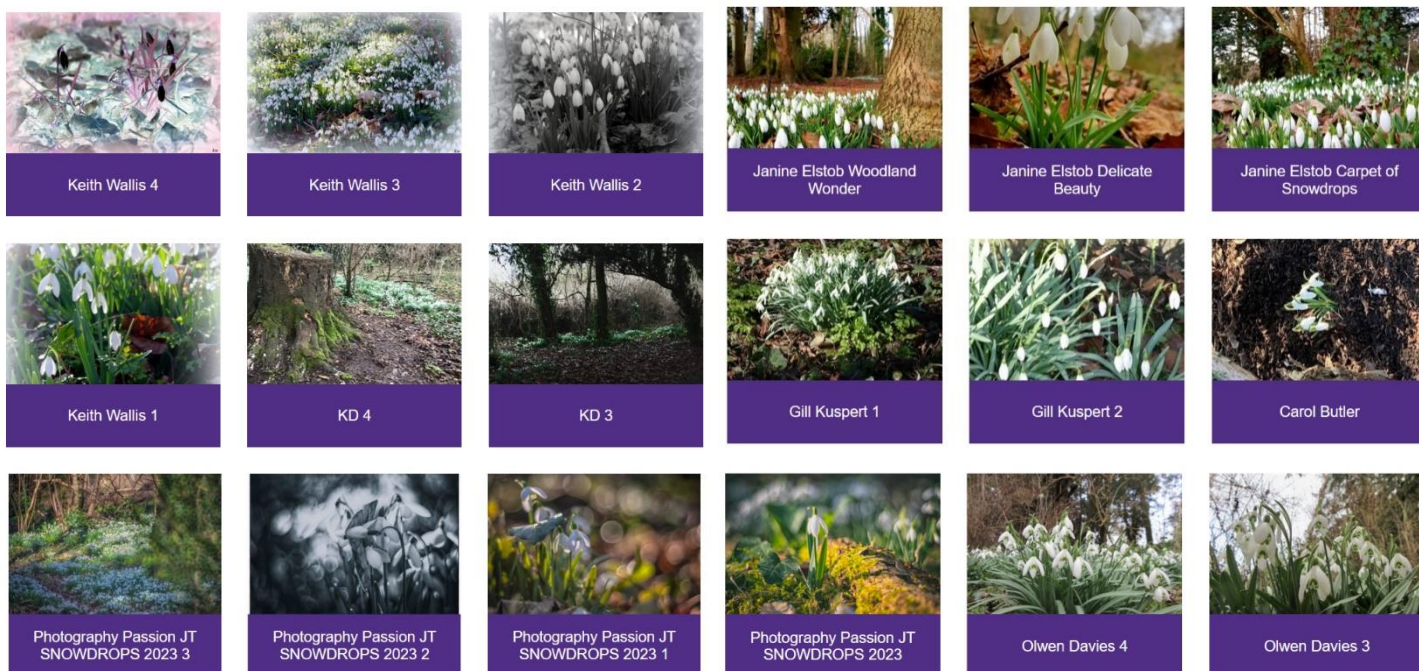 Keith Wallis 4
Keith Wallis 3
Keith Wallis 2
Janine Elstob Woodland
Wonder
Janine Elstob Delicate
Beauty
Janine Elstob Carpet of
Snowdrops
Keith Wallis 1
KD 4
KD 3
Gill Kuspert 1
Gill Kuspert 2
Carol Butler
Photography Passion JT
SNOWDROPS 2023 3
Photography Passion JT
SNOWDROPS 2023 2
Photography Passion JT
SNOWDROPS 2023 1
Photography Passion JT
SNOWDROPS 2023
Olwen Davies 4
Olwen Davies 3